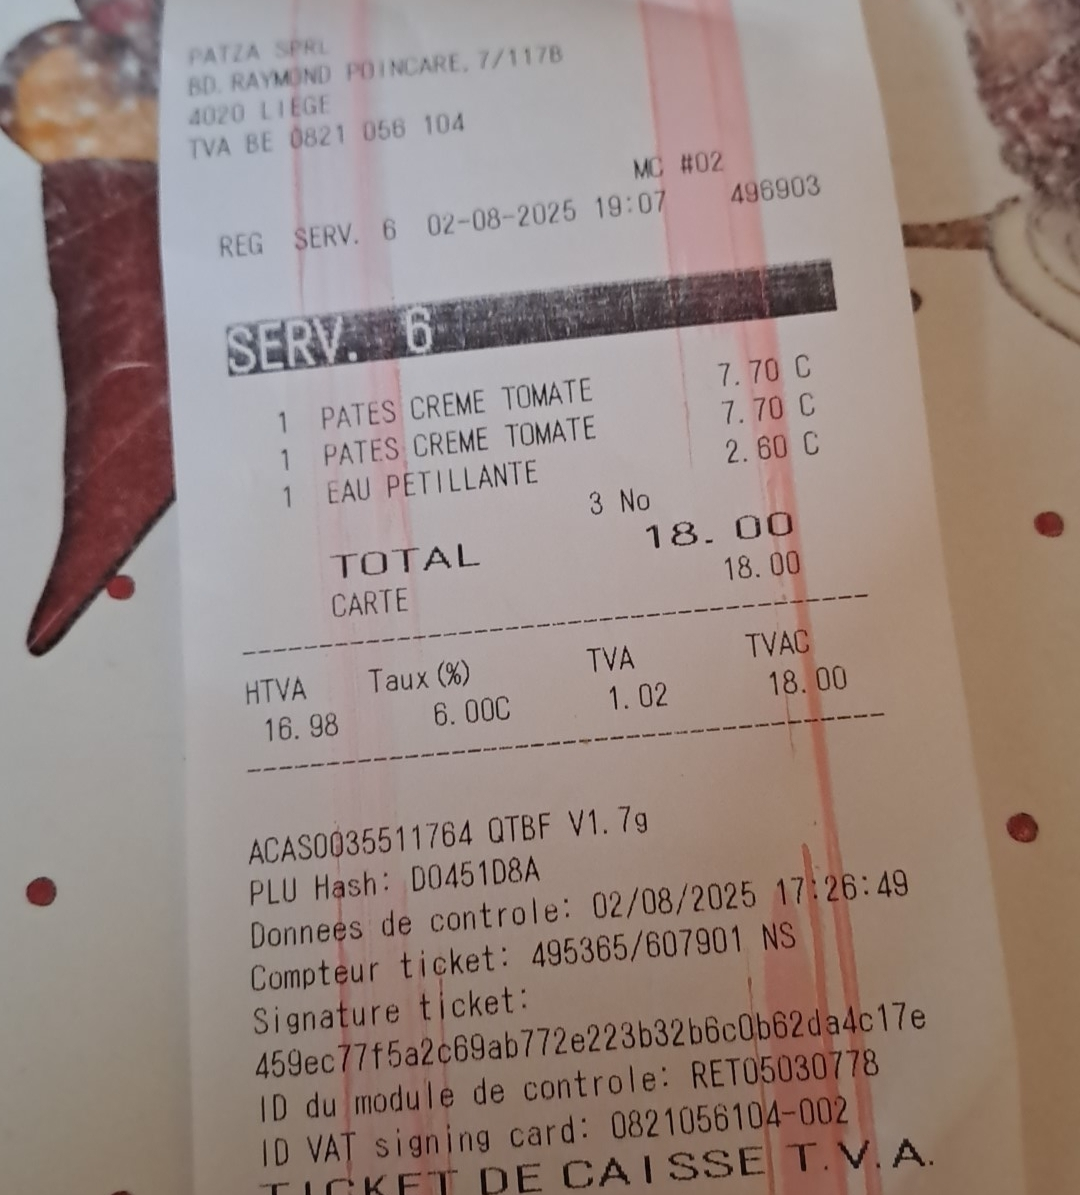 PATZA SPRL
BD. RAYMOND POINCARE, 7/117B
4020 LIEGE
TVA BE 0821 056 104
MC #02
REG SERV. 6 02-08-2025 19:07 496903
SERV. 6
1 PATES CREME TOMATE 7.70 C
1 PATES CREME TOMATE 7.70 C
1 EAU PETILLANTE 2.60 C
3 No
TOTAL 18.00
CARTE 18.00
HTVA Taux(%) TVA TVAC
16.98 6.00C 1.02 18.00
ACAS0035511764 QTBF V1.7g
PLU Hash: D0451D8A
Donnees de controle: 02/08/2025 17:26:49
Compteur ticket: 495365/607901 NS
Signature ticket:
459ec77f5a2c69ab772e223b32b6c0b62da4c17e
ID du module de controle: RET05030778
ID VAT signing card: 0821056104-002
TICKET DE CAISSE T.V.A.